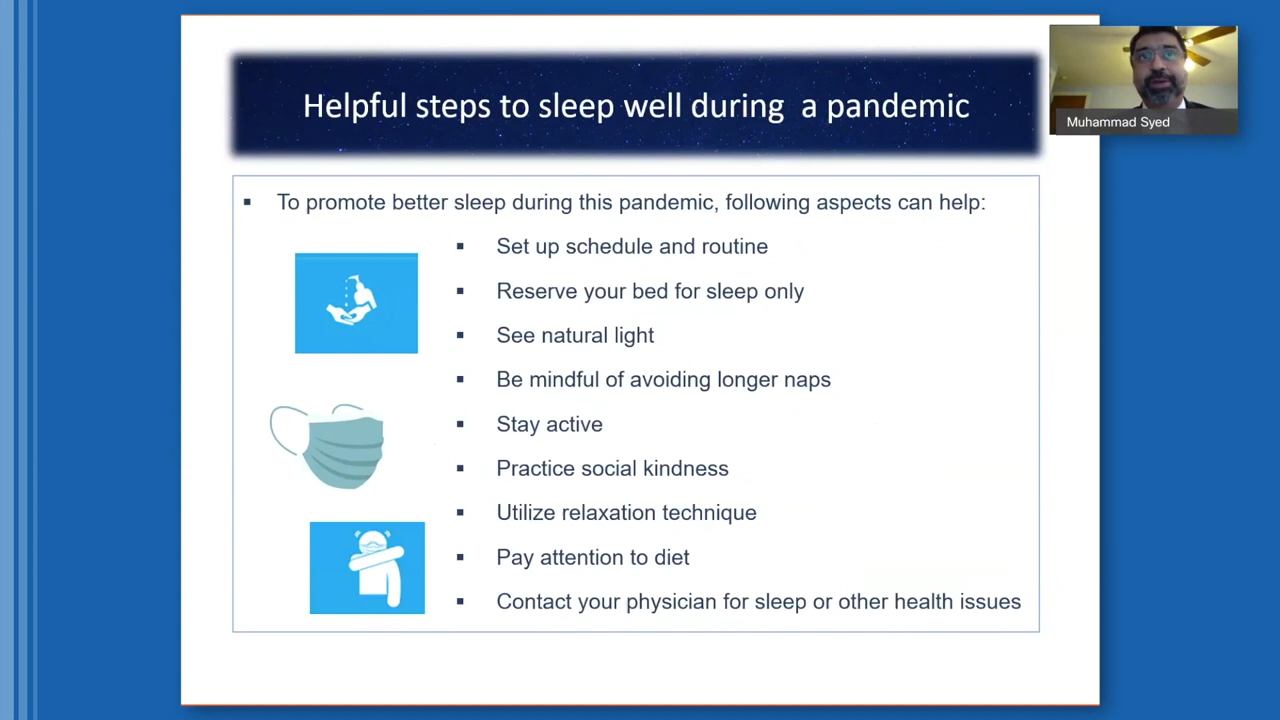 Helpful steps to sleep well during a pandemic
Muhammad Syed
To promote better sleep during this pandemic, following aspects can help:
Set up schedule and routine
Reserve your bed for sleep only
See natural light
Be mindful of avoiding longer naps
Stay active
Practice social kindness
Utilize relaxation technique
Pay attention to diet
Contact your physician for sleep or other health issues